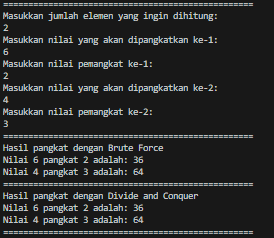 ==================================================
Masukkan jumlah elemen yang ingin dihitung:
2
Masukkan nilai yang akan dipangkatkan ke-1:
6
Masukkan nilai pemangkat ke-1:
2
Masukkan nilai yang akan dipangkatkan ke-2:
4
Masukkan nilai pemangkat ke-2:
3
==================================================
Hasil pangkat dengan Brute Force
Nilai 6 pangkat 2 adalah: 36
Nilai 4 pangkat 3 adalah: 64
==================================================
Hasil pangkat dengan Divide and Conquer
Nilai 6 pangkat 2 adalah: 36
Nilai 4 pangkat 3 adalah: 64
==================================================